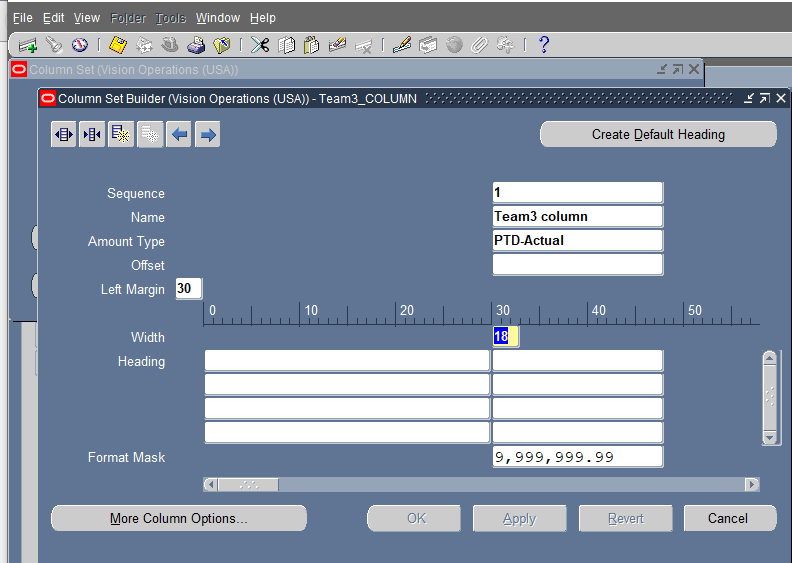 File Edit View Folder Tools Window Help
Column Set (Vision Operations (USA))
Column Set Builder (Vision Operations (USA)) - Team3_COLUMN
Create Default Heading
Sequence 1
Name Team3 column
Amount Type PTD-Actual
Offset
Left Margin 30
0 10 20 30 40 50
Width 18
Heading
Format Mask 9,999,999.99
More Column Options... OK Apply Revert Cancel